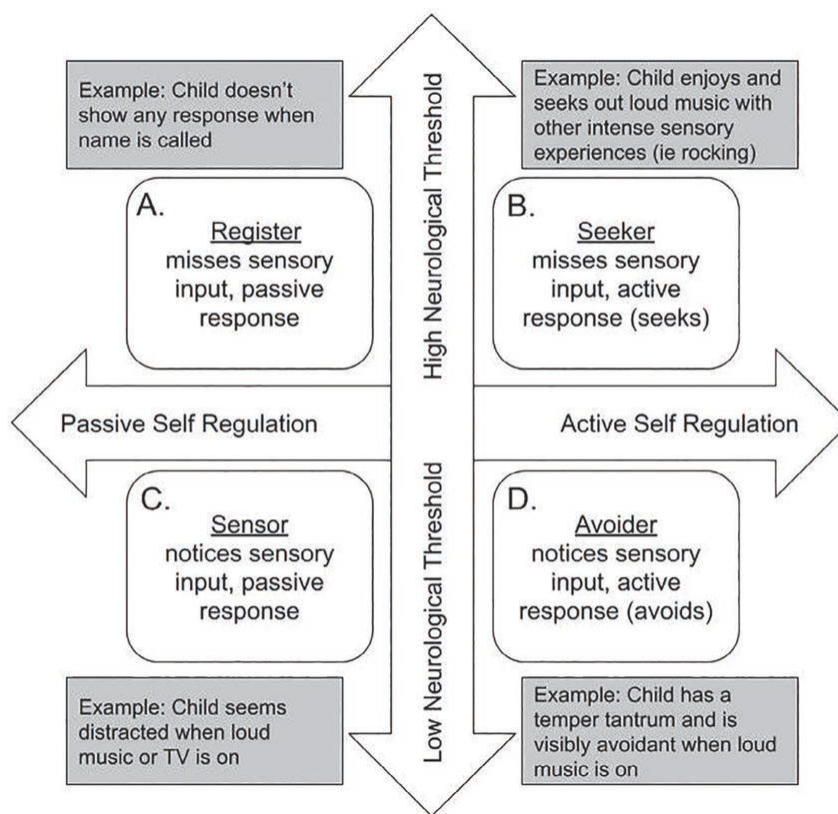 Example: Child doesn't
show any response when
name is called
Example: Child enjoys and
seeks out loud music with
other intense sensory
experiences (ie rocking)
High Neurological Threshold
A.
Register
misses sensory
input, passive
response
B.
Seeker
misses sensory
input, active
response (seeks)
Passive Self Regulation
Active Self Regulation
C.
Sensor
notices sensory
input, passive
response
D.
Avoider
notices sensory
input, active
response (avoids)
Low Neurological Threshold
Example: Child seems
distracted when loud
music or TV is on
Example: Child has a
temper tantrum and is
visibly avoidant when loud
music is on